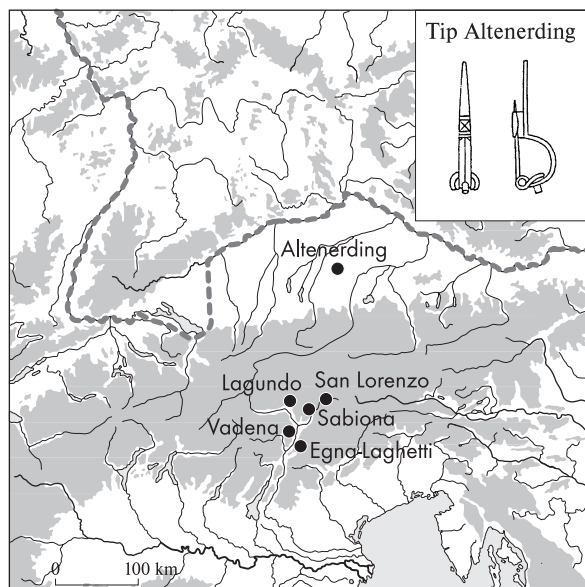 Tip Altenerding
Altenerding
Lagundo
San Lorenzo
Sabiona
Vadena
Egna-Laghetti
0 100 km